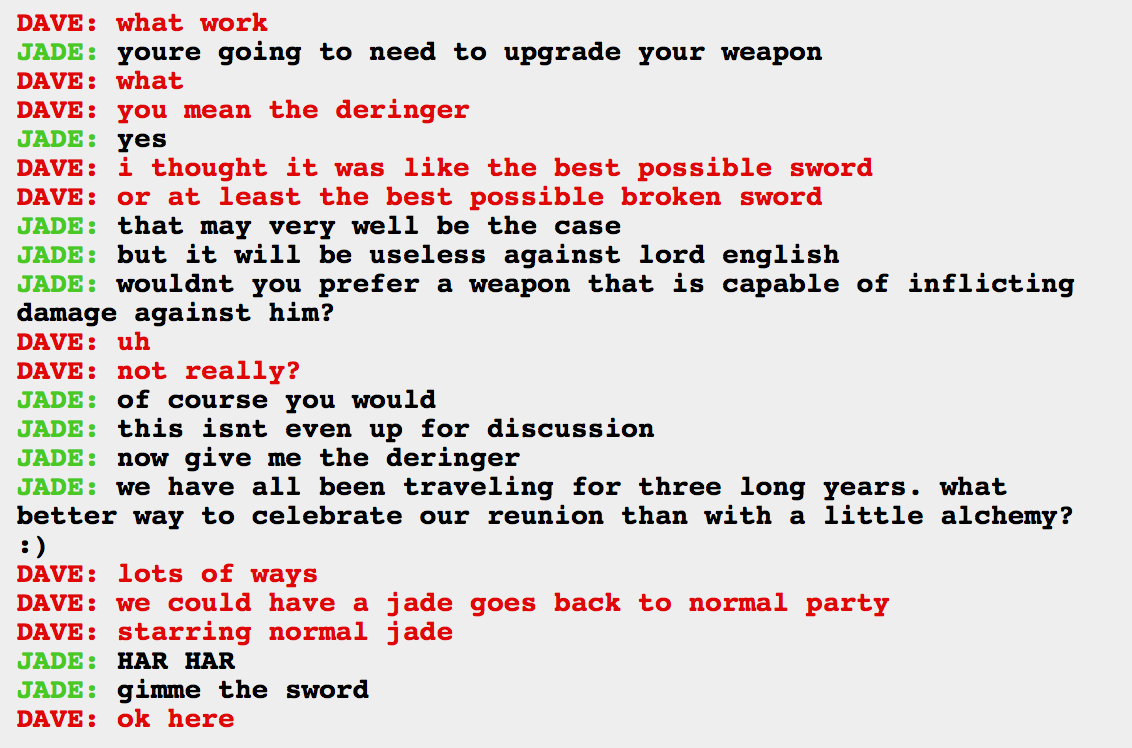 DAVE: what work
JADE: youre going to need to upgrade your weapon
DAVE: what
DAVE: you mean the deringer
JADE: yes
DAVE: i thought it was like the best possible sword
DAVE: or at least the best possible broken sword
JADE: that may very well be the case
JADE: but it will be useless against lord english
JADE: wouldnt you prefer a weapon that is capable of inflicting
damage against him?
DAVE: uh
DAVE: not really?
JADE: of course you would
JADE: this isnt even up for discussion
JADE: now give me the deringer
JADE: we have all been traveling for three long years. what
better way to celebrate our reunion than with a little alchemy?
:)
DAVE: lots of ways
DAVE: we could have a jade goes back to normal party
DAVE: starring normal jade
JADE: HAR HAR
JADE: gimme the sword
DAVE: ok here